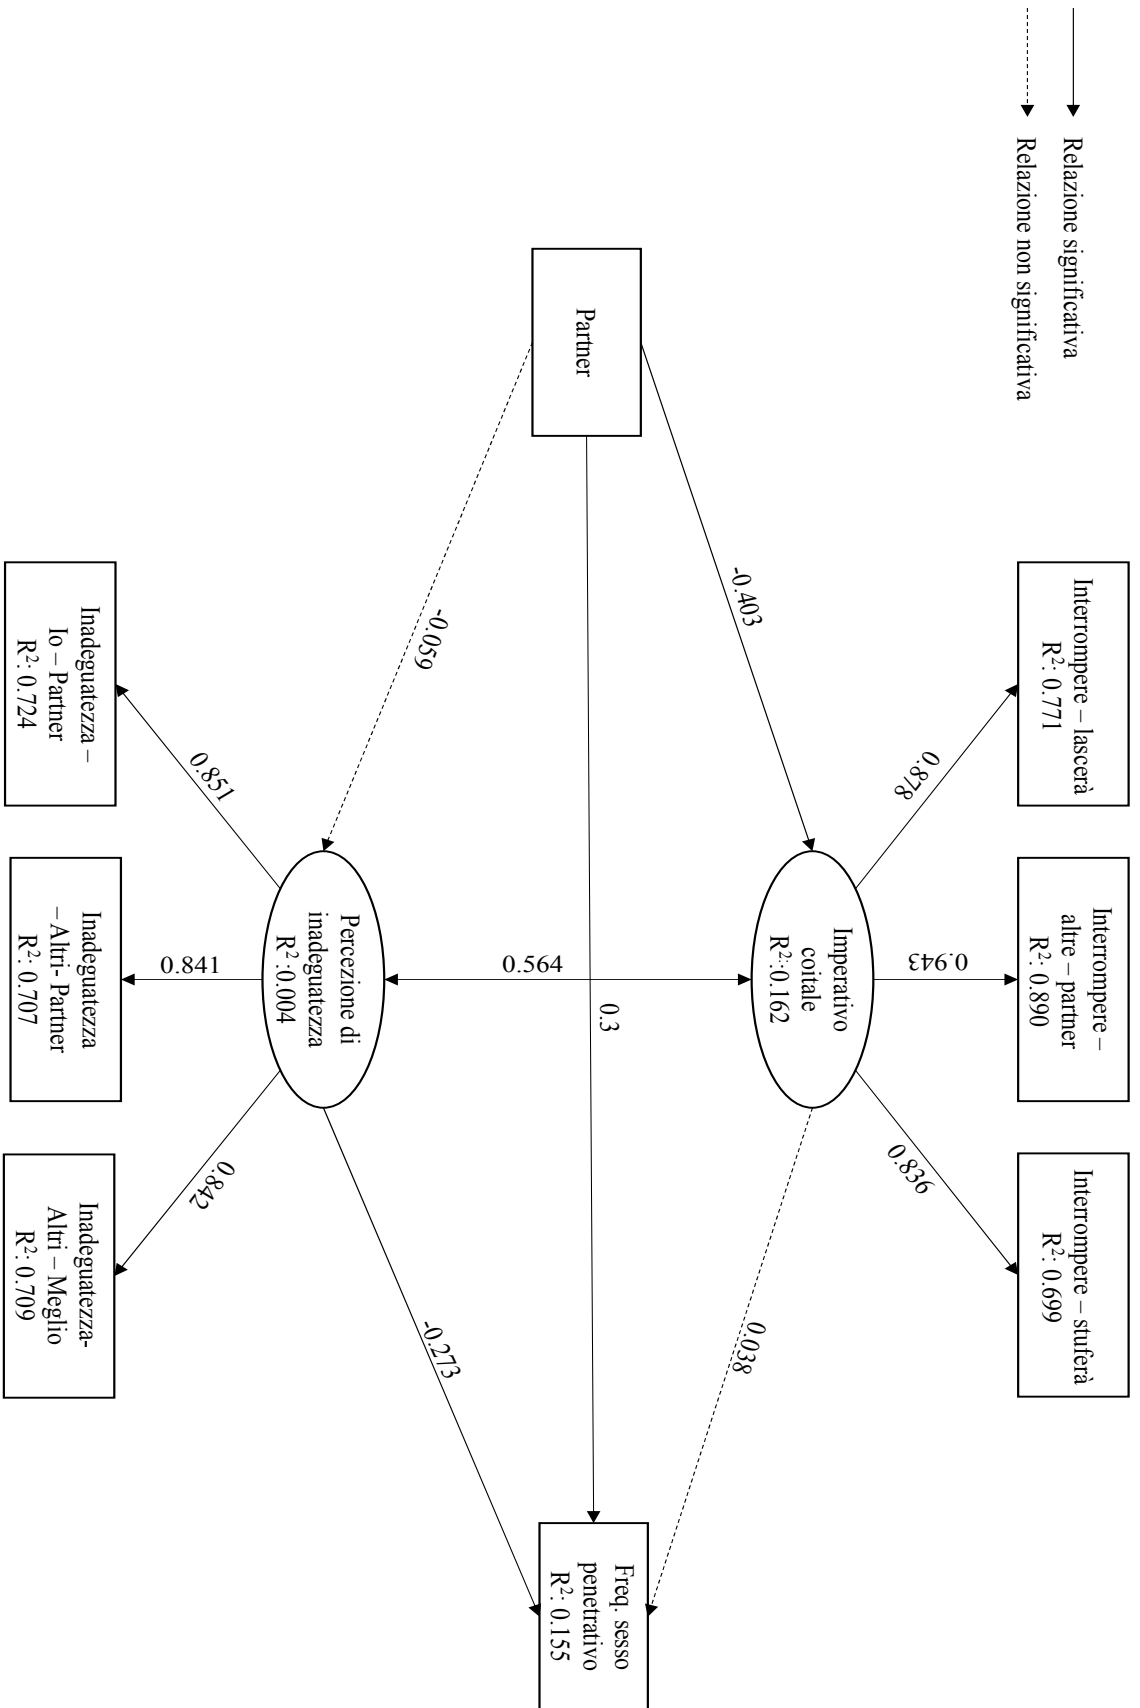 Relazione significativa
Relazione non significativa
Interrompere – lascerà
R²: 0.771
Interrompere –
altre – partner
R²: 0.890
Interrompere – stuferà
R²: 0.699
0.878
0.943
0.836
Imperativo
coitale
R²:0.162
-0.403
0.038
Partner
0.564
0.3
Freq. sesso
penetrativo
R²: 0.155
-0.059
-0.273
Percezione di
inadeguatezza
R² :0.004
0.851
0.841
0.842
Inadeguatezza –
Io – Partner
R²: 0.724
Inadeguatezza
– Altri- Partner
R²: 0.707
Inadeguatezza-
Altri – Meglio
R²: 0.709